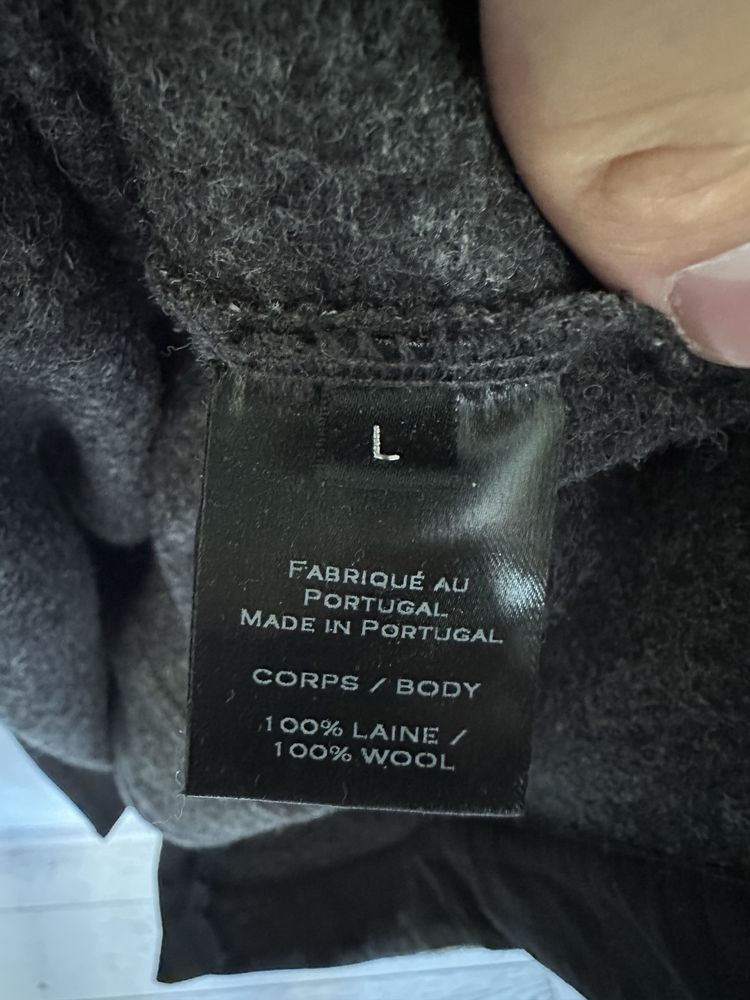 L
FABRIQUÉ AU
PORTUGAL
MADE IN PORTUGAL
CORPS / BODY
100% LAINE /
100% WOOL